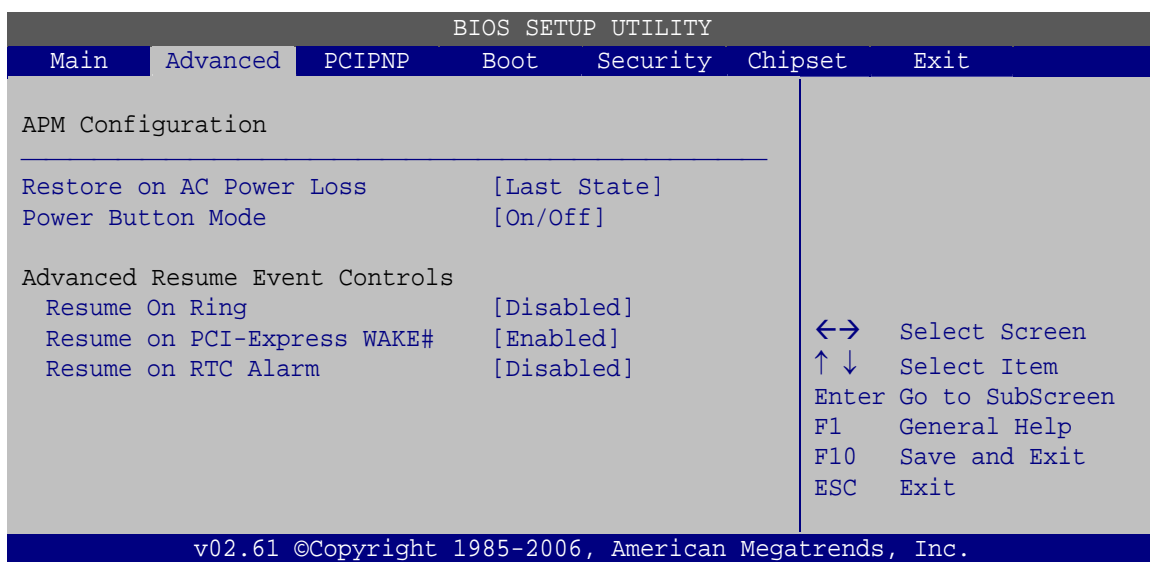 BIOS SETUP UTILITY
Main Advanced PCIPNP Boot Security Chipset Exit
APM Configuration
Restore on AC Power Loss [Last State]
Power Button Mode [On/Off]
Advanced Resume Event Controls
Resume On Ring [Disabled]
Resume on PCI-Express WAKE# [Enabled]
Resume on RTC Alarm [Disabled]
←→ Select Screen
↑ ↓ Select Item
Enter Go to SubScreen
F1 General Help
F10 Save and Exit
ESC Exit
v02.61 ©Copyright 1985-2006, American Megatrends, Inc.